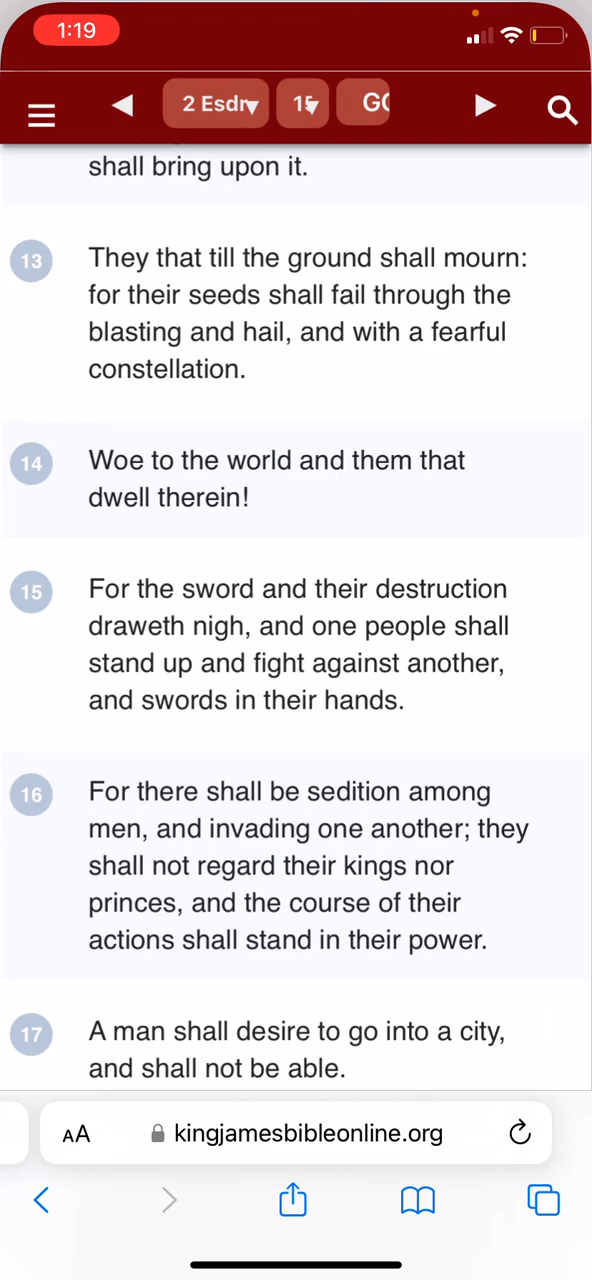 1:19
2 Esdr 15 GO
shall bring upon it.
13 They that till the ground shall mourn:
for their seeds shall fail through the
blasting and hail, and with a fearful
constellation.
14 Woe to the world and them that
dwell therein!
15 For the sword and their destruction
draweth nigh, and one people shall
stand up and fight against another,
and swords in their hands.
16 For there shall be sedition among
men, and invading one another; they
shall not regard their kings nor
princes, and the course of their
actions shall stand in their power.
17 A man shall desire to go into a city,
and shall not be able.
AA kingjamesbibleonline.org